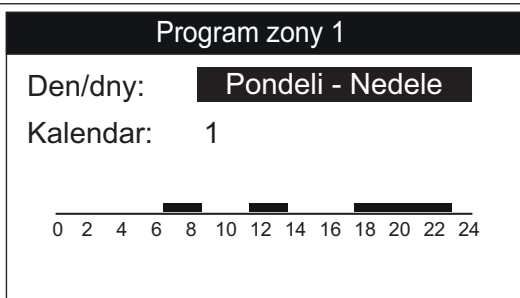 Program zony 1
Den/dny: Pondeli - Nedele
Kalendar: 1
0 2 4 6 8 10 12 14 16 18 20 22 24